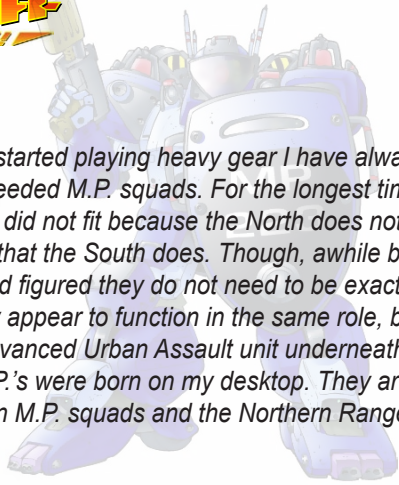 started playing heavy gear I have alwa
eeded M.P. squads. For the longest tim
did not fit because the North does not
that the South does. Though, awhile b
d figured they do not need to be exact
appear to function in the same role, b
vanced Urban Assault unit underneath
P.'s were born on my desktop. They ar
n M.P. squads and the Northern Range
MP